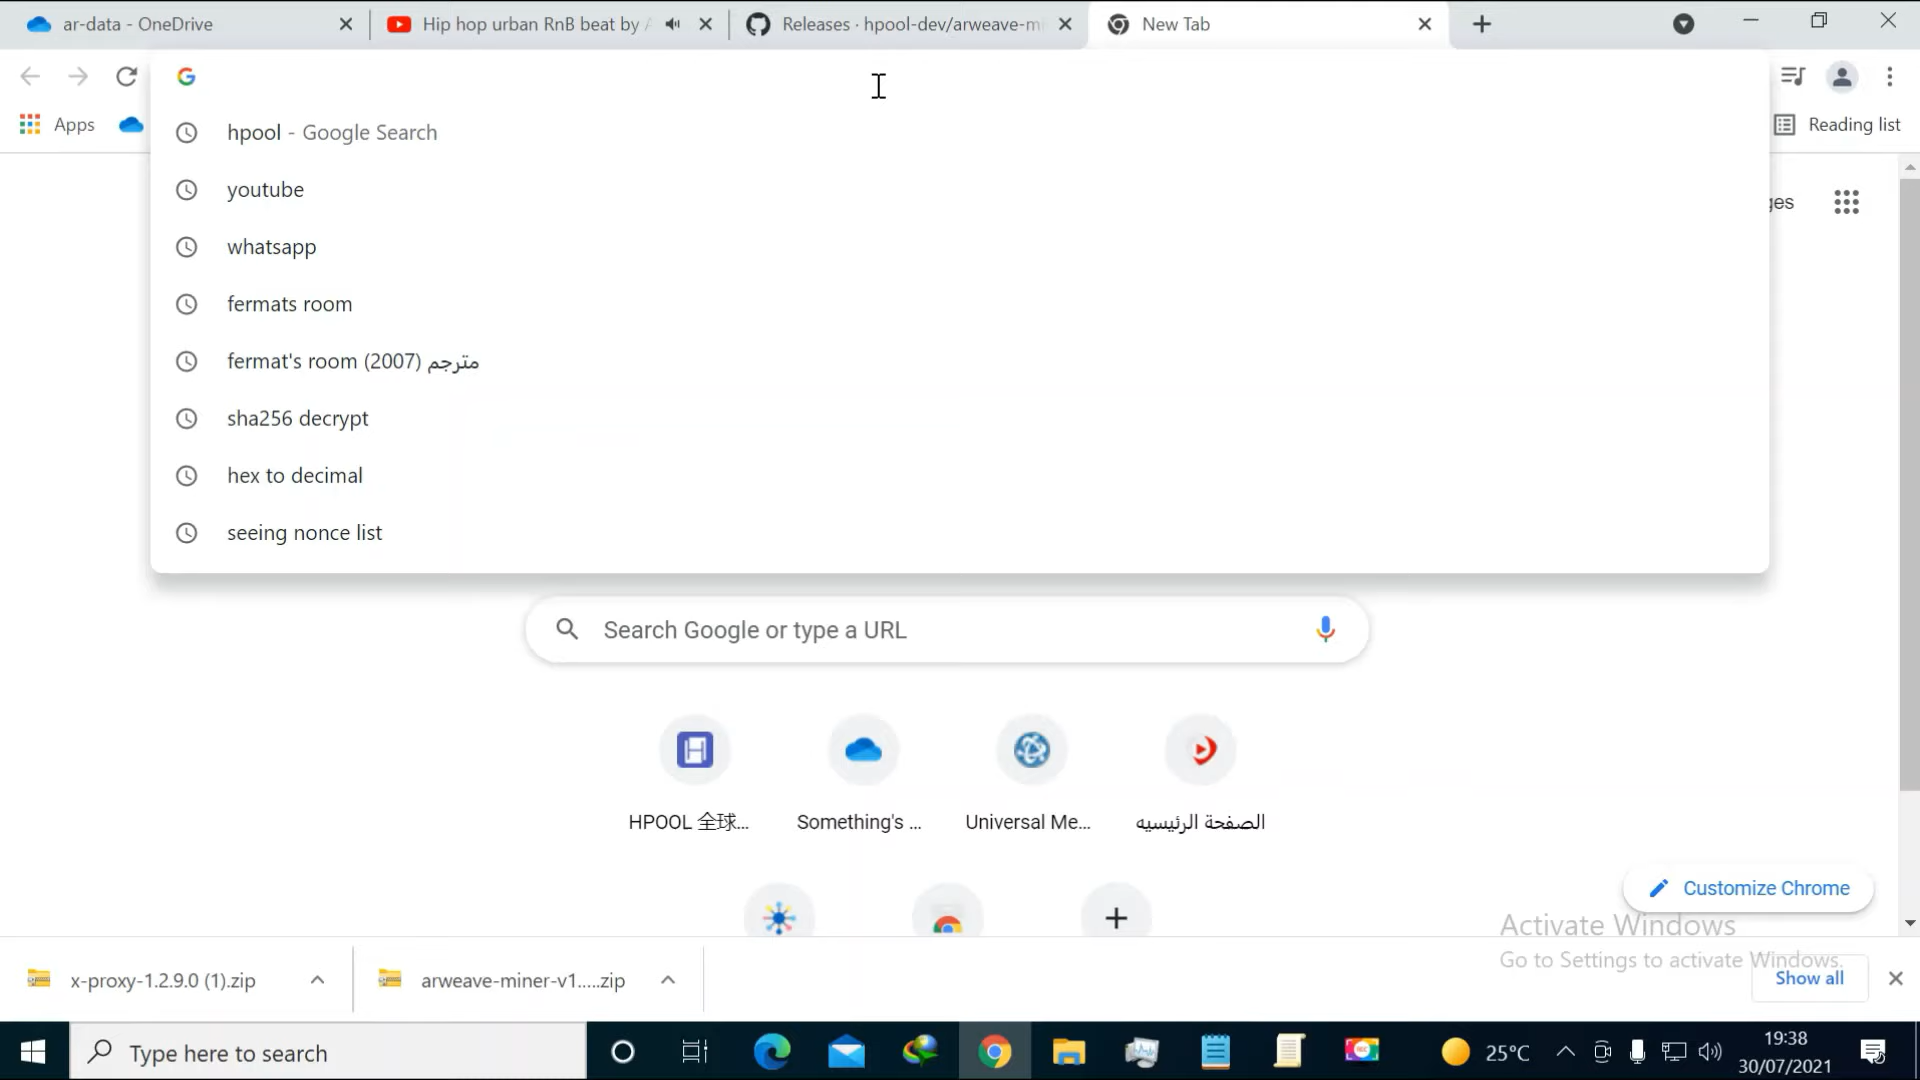 ar-data - OneDrive
Hip hop urban RnB beat by
Releases · hpool-dev/arweave-mi
New Tab
hpool - Google Search
Apps
Reading list
youtube
ges
whatsapp
fermats room
fermat's room (2007) مترجم
sha256 decrypt
hex to decimal
seeing nonce list
Search Google or type a URL
HPOOL 全球...
Something's ...
Universal Me...
الصفحة الرئيسيه
Customize Chrome
Activate Windows
Go to Settings to activate Windows.
x-proxy-1.2.9.0 (1).zip
arweave-miner-v1.....zip
Show all
Type here to search
25°C
19:38
30/07/2021